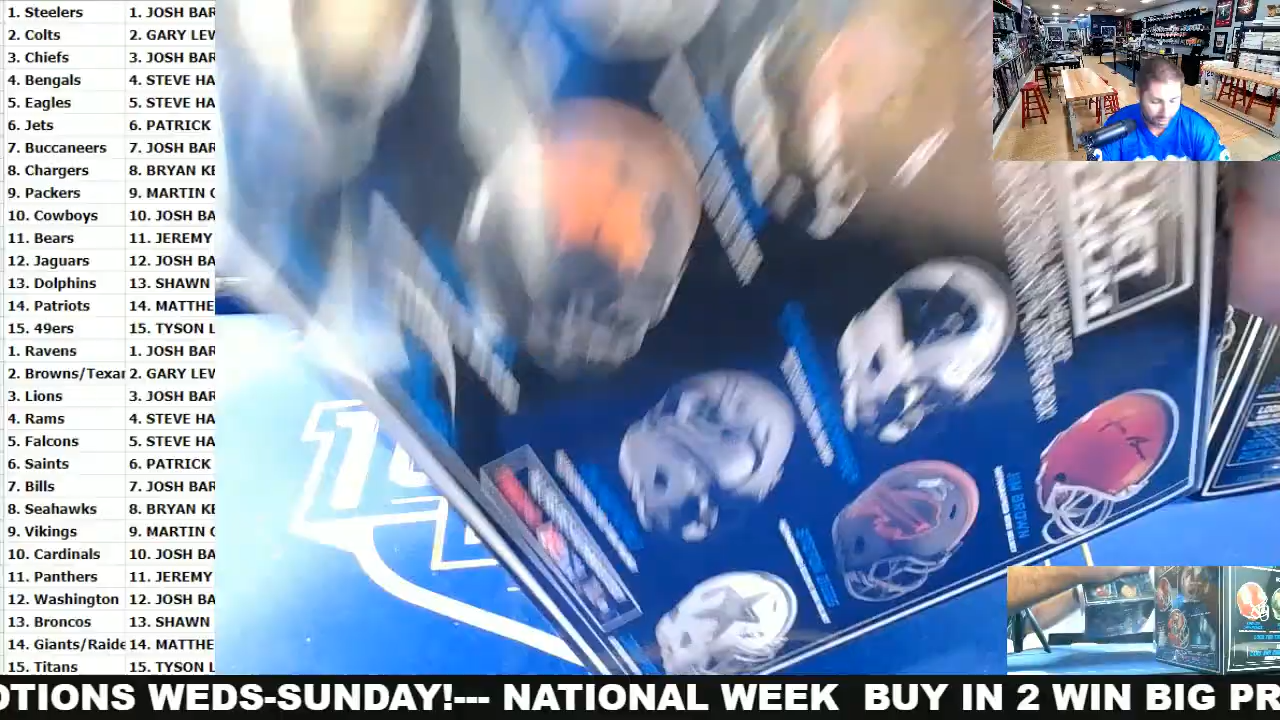 1. Steelers 1. JOSH BAR
2. Colts 2. GARY LEW
3. Chiefs 3. JOSH BAR
4. Bengals 4. STEVE HA
5. Eagles 5. STEVE HA
6. Jets 6. PATRICK
7. Buccaneers 7. JOSH BAR
8. Chargers 8. BRYAN KE
9. Packers 9. MARTIN C
10. Cowboys 10. JOSH BA
11. Bears 11. JEREMY
12. Jaguars 12. JOSH BA
13. Dolphins 13. SHAWN
14. Patriots 14. MATTHE
15. 49ers 15. TYSON L
1. Ravens 1. JOSH BAR
2. Browns/Texar 2. GARY LEW
3. Lions 3. JOSH BAR
4. Rams 4. STEVE HA
5. Falcons 5. STEVE HA
6. Saints 6. PATRICK
7. Bills 7. JOSH BAR
8. Seahawks 8. BRYAN KE
9. Vikings 9. MARTIN C
10. Cardinals 10. JOSH BA
11. Panthers 11. JEREMY
12. Washington 12. JOSH BA
13. Broncos 13. SHAWN
14. Giants/Raide 14. MATTHE
15. Titans 15. TYSON L
JIM BROWN
OTIONS WEDS-SUNDAY!--- NATIONAL WEEK BUY IN 2 WIN BIG PR